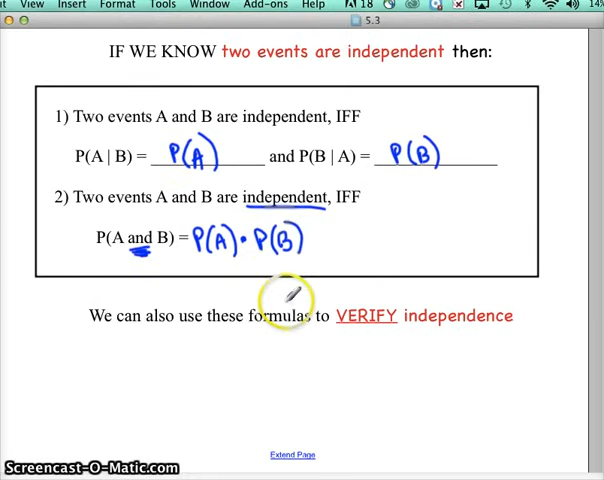 View Insert Format Tools Window Add-ons Help 18 14%
5.3
IF WE KNOW two events are independent then:
1) Two events A and B are independent, IFF
P(A | B) = P(A) and P(B | A) = P(B)
2) Two events A and B are independent, IFF
P(A and B) = P(A) · P(B)
We can also use these formulas to VERIFY independence
Extend Page
Screencast-O-Matic.com